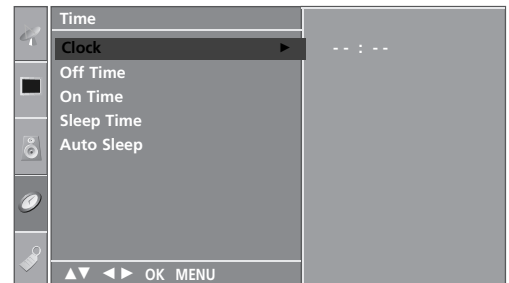 Time
Clock ► -- : --
Off Time
On Time
Sleep Time
Auto Sleep
▲▼ ◄► OK MENU